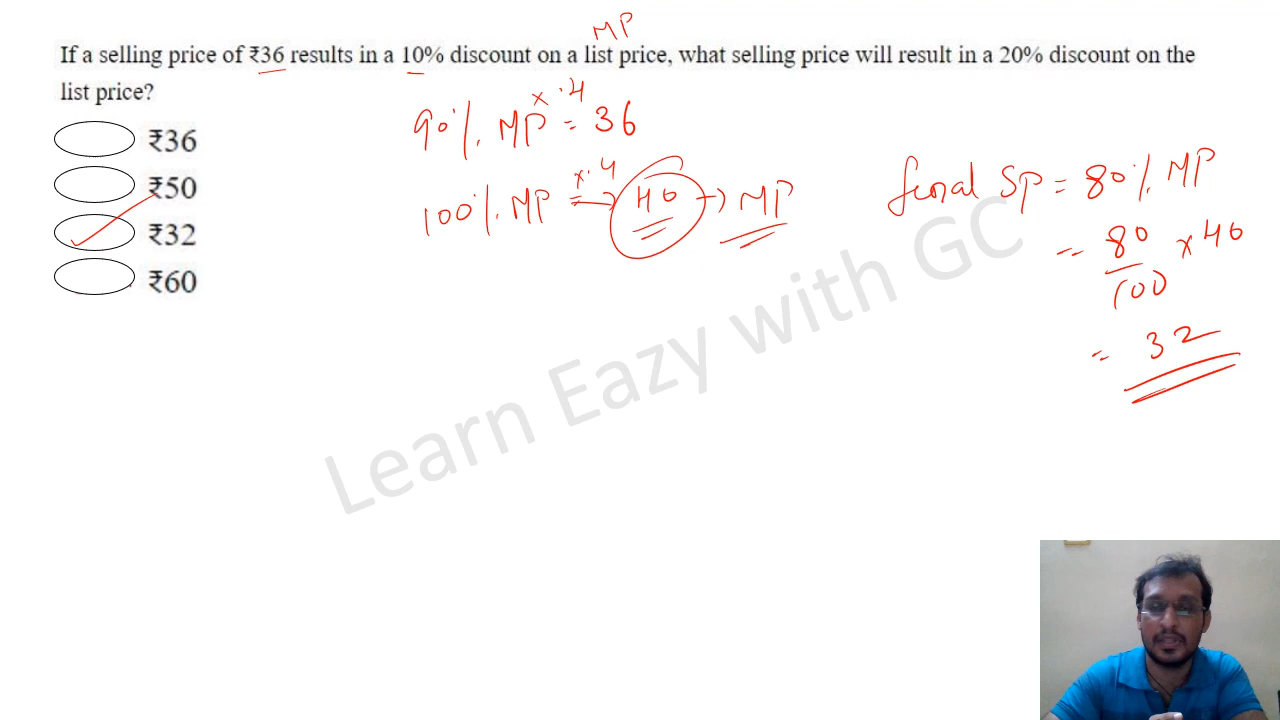 MP
If a selling price of ₹36 results in a 10% discount on a list price, what selling price will result in a 20% discount on the
list price?
₹36
₹50
₹32
₹60
x .4
90% MP = 36
x .4
100% MP = 40 → MP
final SP = 80% MP
= 80/100 x 40
= 32
Learn Eazy with GC